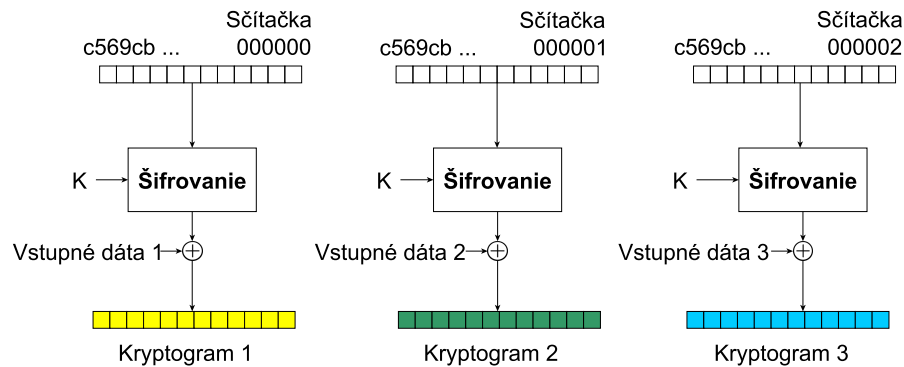 Sčítačka
c569cb ... 000000
K
Šifrovanie
Vstupné dáta 1
Kryptogram 1
Sčítačka
c569cb ... 000001
K
Šifrovanie
Vstupné dáta 2
Kryptogram 2
Sčítačka
c569cb ... 000002
K
Šifrovanie
Vstupné dáta 3
Kryptogram 3